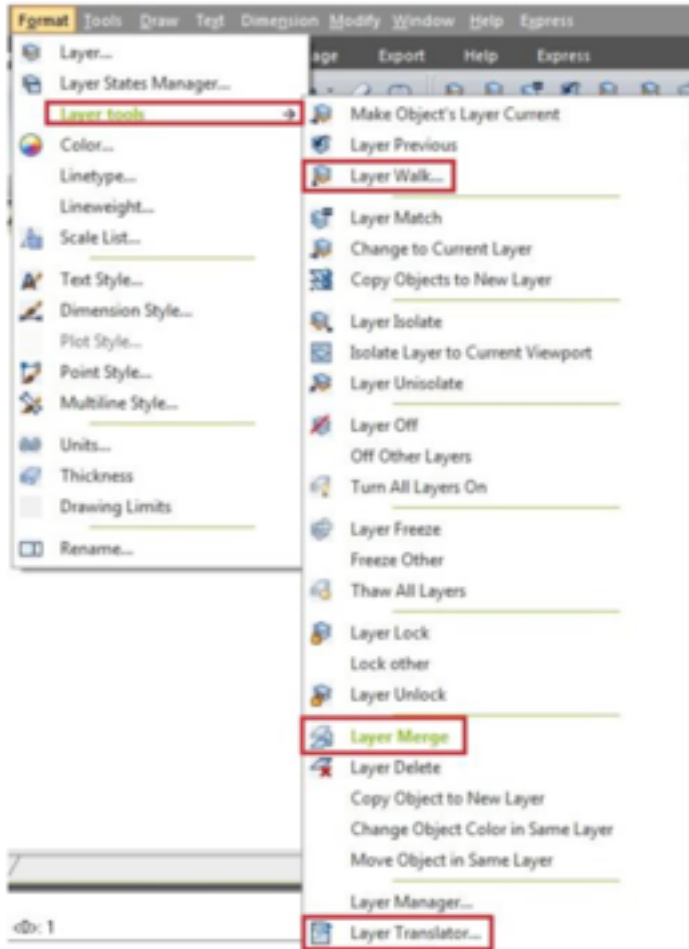 Format Tools Draw Text Dimension Modify Window Help Express
age Export Help Express
Layer...
Layer States Manager...
Layer tools
Color...
Linetype...
Lineweight...
Scale List...
Text Style...
Dimension Style...
Plot Style...
Point Style...
Multiline Style...
Units...
Thickness
Drawing Limits
Rename...
Make Object's Layer Current
Layer Previous
Layer Walk...
Layer Match
Change to Current Layer
Copy Objects to New Layer
Layer Isolate
Isolate Layer to Current Viewport
Layer Unisolate
Layer Off
Off Other Layers
Turn All Layers On
Layer Freeze
Freeze Other
Thaw All Layers
Layer Lock
Lock other
Layer Unlock
Layer Merge
Layer Delete
Copy Object to New Layer
Change Object Color in Same Layer
Move Object in Same Layer
Layer Manager...
Layer Translator...
<0>: 1